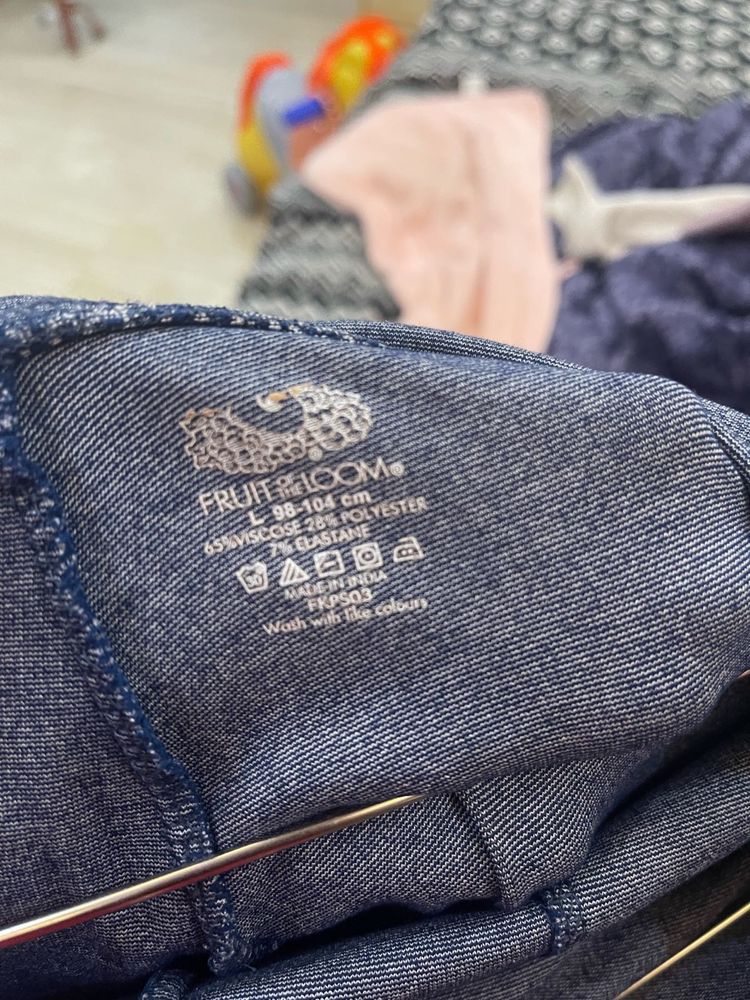 FRUIT OF THE LOOM®
L 98-104 cm
65%VISCOSE 28% POLYESTER
7% ELASTANE
30
MADE IN INDIA
FKPS03
Wash with like colours